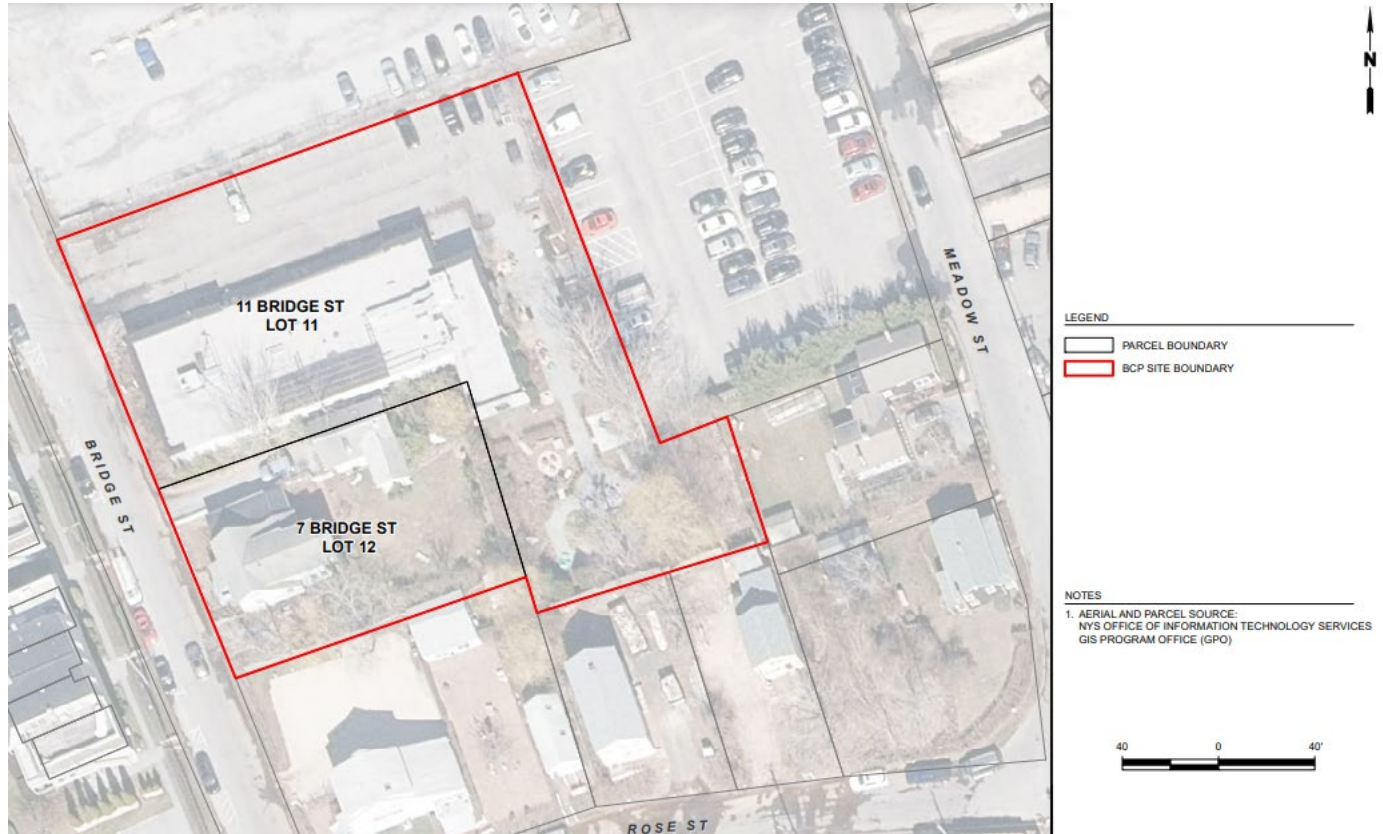 N
11 BRIDGE ST
LOT 11
7 BRIDGE ST
LOT 12
BRIDGE ST
MEADOW ST
ROSE ST
LEGEND
PARCEL BOUNDARY
BCP SITE BOUNDARY
NOTES
1. AERIAL AND PARCEL SOURCE:
NYS OFFICE OF INFORMATION TECHNOLOGY SERVICES
GIS PROGRAM OFFICE (GPO)
40 0 40'